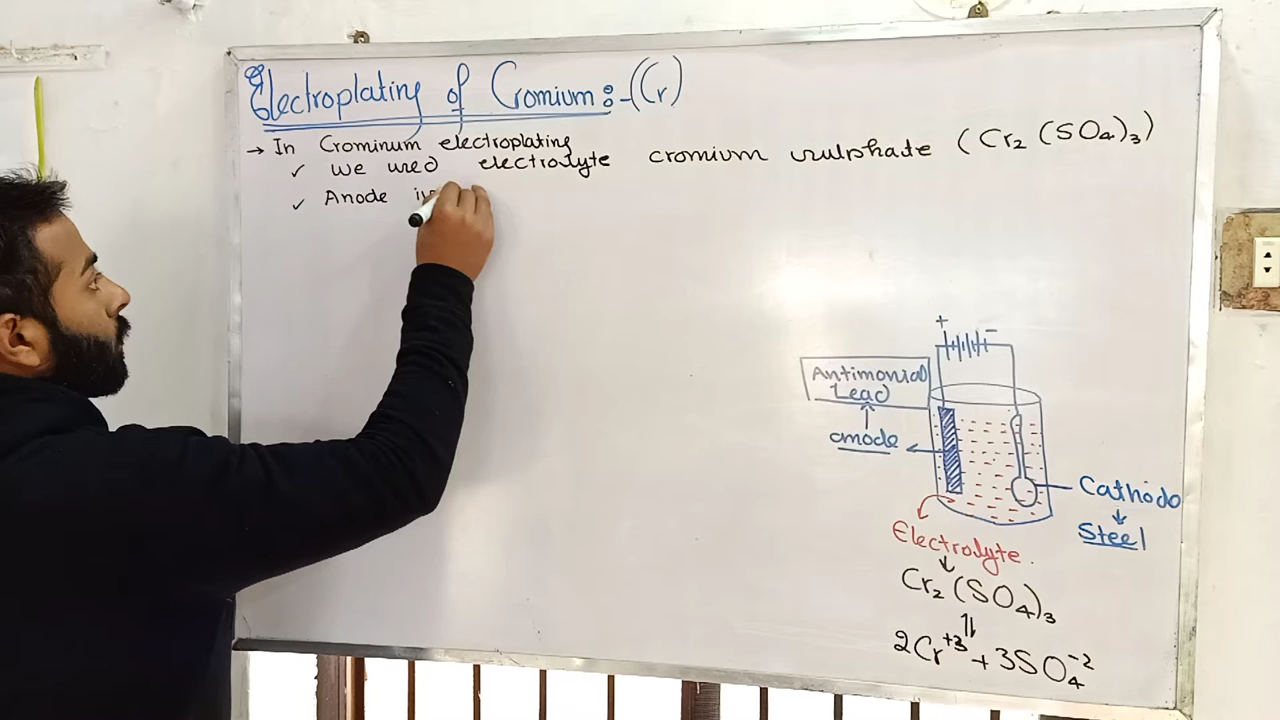 Electroplating of Cromium:-(Cr)
→ In Crominum electroplating
✓ we used electrolyte cromium sulphade (Cr₂(SO₄)₃)
✓ Anode is
+ -
Antimonial
Lead
anode
Cathode
Steel
Electrolyte.
Cr₂(SO₄)₃
⇅
2Cr⁺³ + 3SO₄⁻²